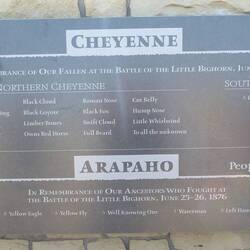 CHEYENNE
BRANCE OF OUR FALLEN AT THE BATTLE OF THE LITTLE BIGHORN, JUN
NORTHERN CHEYENNE SOUT
Black Cloud Roman Nose Cut Belly
Black Coyote Black Fox Hump Nose
Limber Bones Swift Cloud Little Whirlwind
Owns Red Horse Full Beard To all the unknown
ARAPAHO
Peop
IN REMEMBRANCE OF OUR ANCESTORS WHO FOUGHT AT
THE BATTLE OF THE LITTLE BIGHORN, JUNE 25-26, 1876
Yellow Eagle Yellow Fly Well Knowing One Waterman Left Han